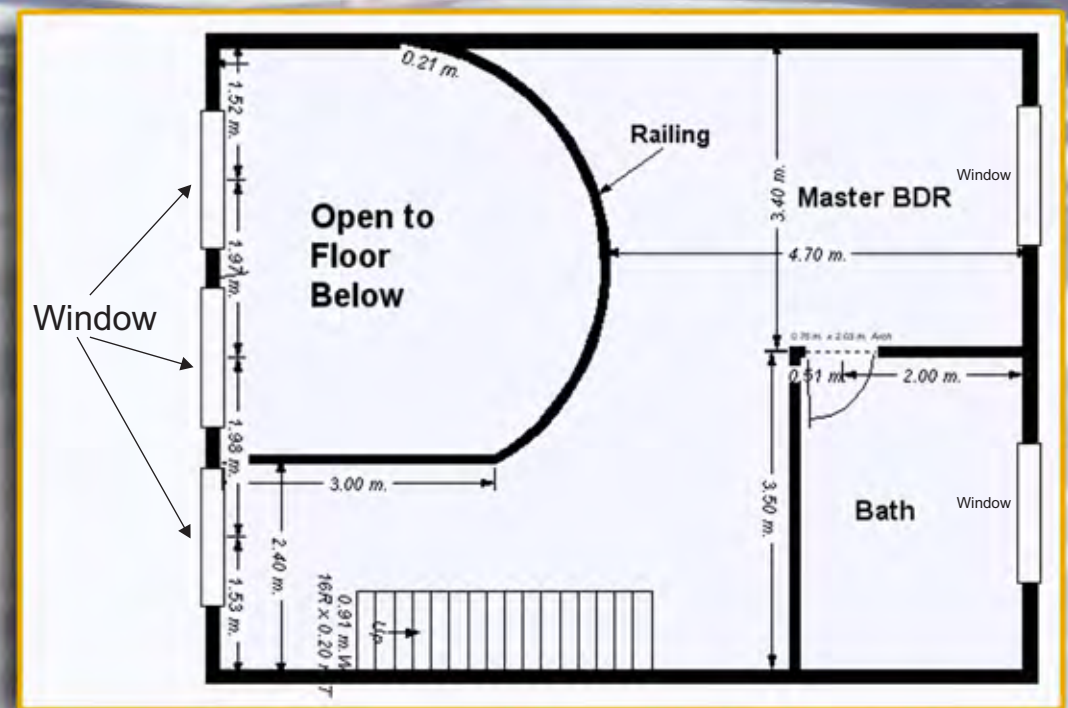 0.21 m.
1.52 m.
Railing
3.40 m.
Window
Master BDR
Open to
Floor
Below
1.97 m.
4.70 m.
Window
0.76 m. x 2.03 m. Arch
0.51 m.
2.00 m.
1.98 m.
3.00 m.
3.50 m.
Bath
Window
2.40 m.
1.53 m.
0.91 m. W
16R X 0.20
Up